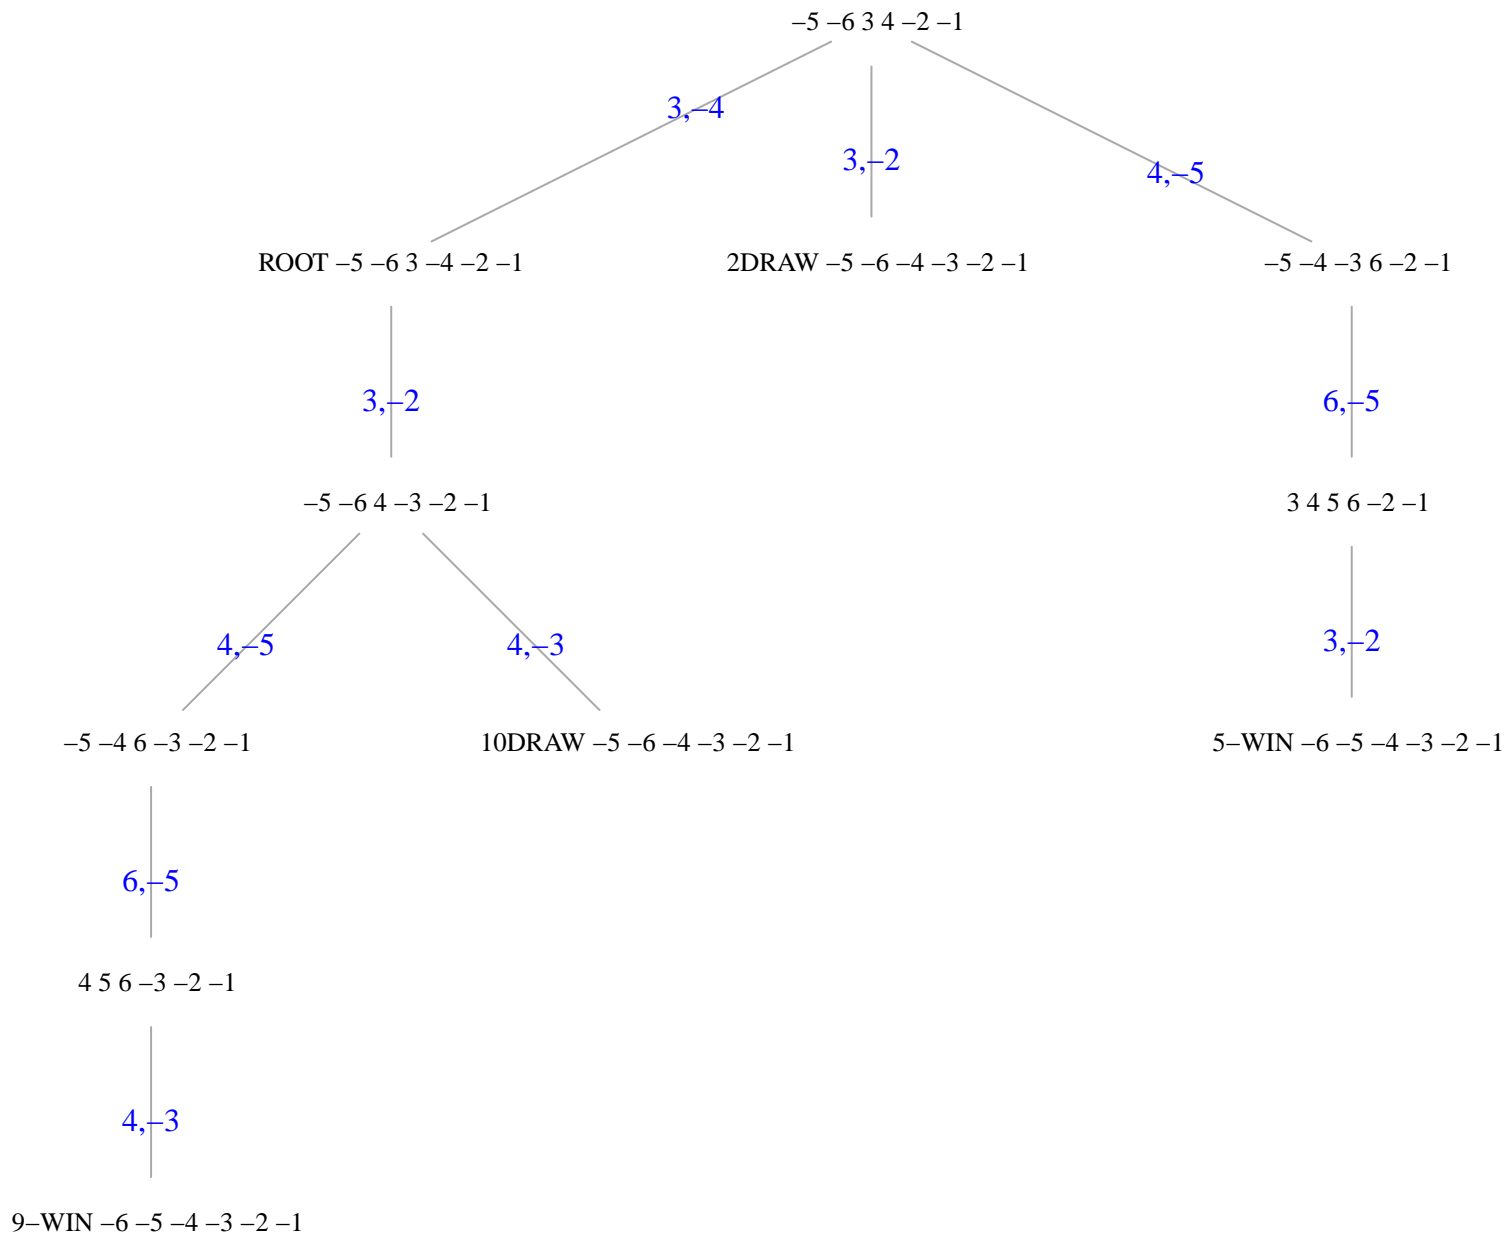 –5 –6 3 4 –2 –1
3,–4
3,–2
4,–5
ROOT –5 –6 3 –4 –2 –1
2DRAW –5 –6 –4 –3 –2 –1
–5 –4 –3 6 –2 –1
3,–2
6,–5
–5 –6 4 –3 –2 –1
3 4 5 6 –2 –1
4,–5
4,–3
3,–2
–5 –4 6 –3 –2 –1
10DRAW –5 –6 –4 –3 –2 –1
5–WIN –6 –5 –4 –3 –2 –1
6,–5
4 5 6 –3 –2 –1
4,–3
9–WIN –6 –5 –4 –3 –2 –1